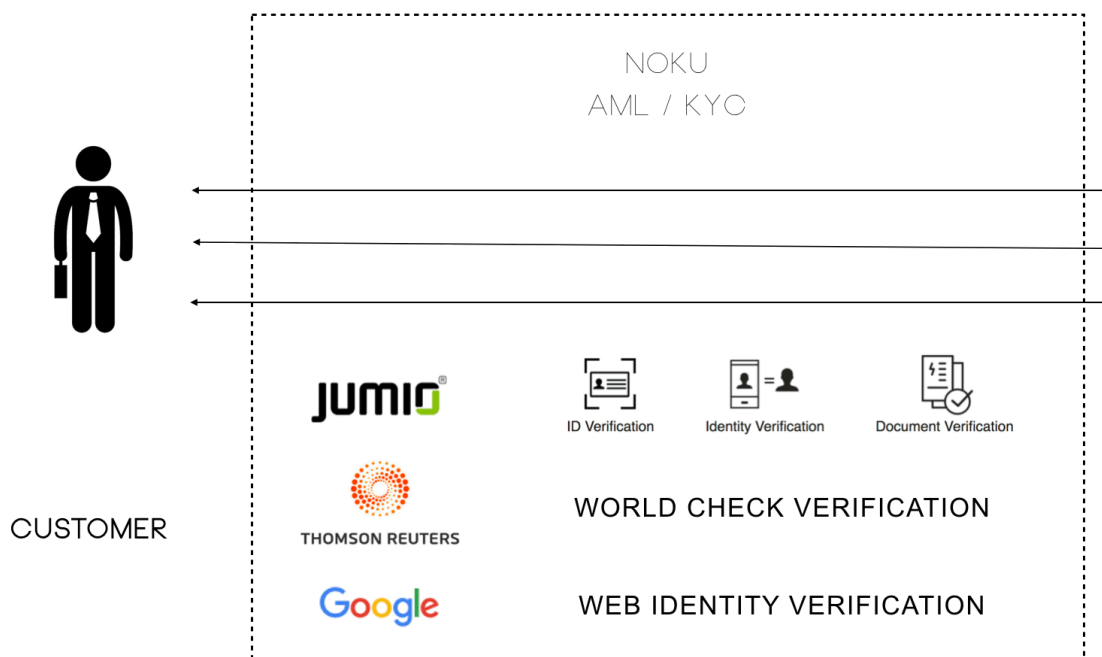 NOKU
AML / KYC
JUMIO®
ID Verification
Identity Verification
Document Verification
THOMSON REUTERS
WORLD CHECK VERIFICATION
CUSTOMER
Google
WEB IDENTITY VERIFICATION